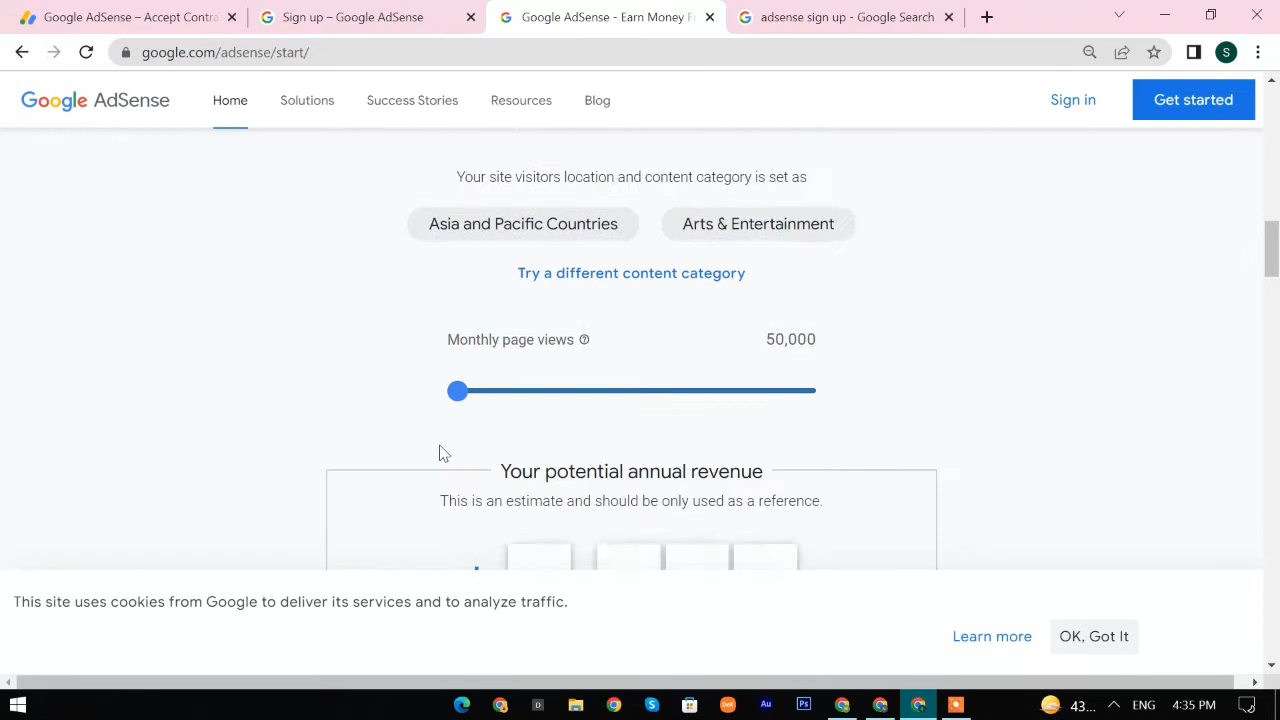 Google AdSense – Accept Contra
Sign up – Google AdSense
Google AdSense - Earn Money Fr
adsense sign up - Google Search
google.com/adsense/start/
S
Google AdSense
Home
Solutions
Success Stories
Resources
Blog
Sign in
Get started
Your site visitors location and content category is set as
Asia and Pacific Countries
Arts & Entertainment
Try a different content category
Monthly page views
50,000
Your potential annual revenue
This is an estimate and should be only used as a reference.
This site uses cookies from Google to deliver its services and to analyze traffic.
Learn more
OK, Got It
D
DeX
Au
Ps
43...
ENG
4:35 PM